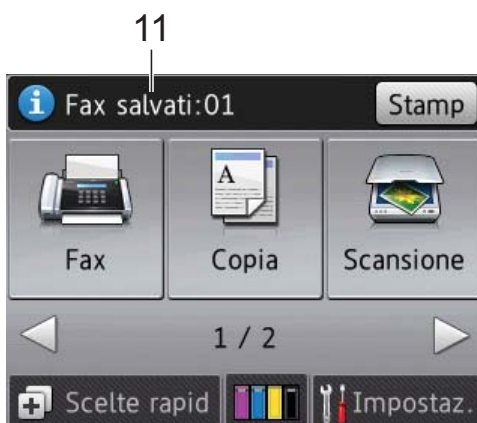 11
Fax salvati:01 Stamp
A
Fax Copia Scansione
1 / 2
Scelte rapid Impostaz.